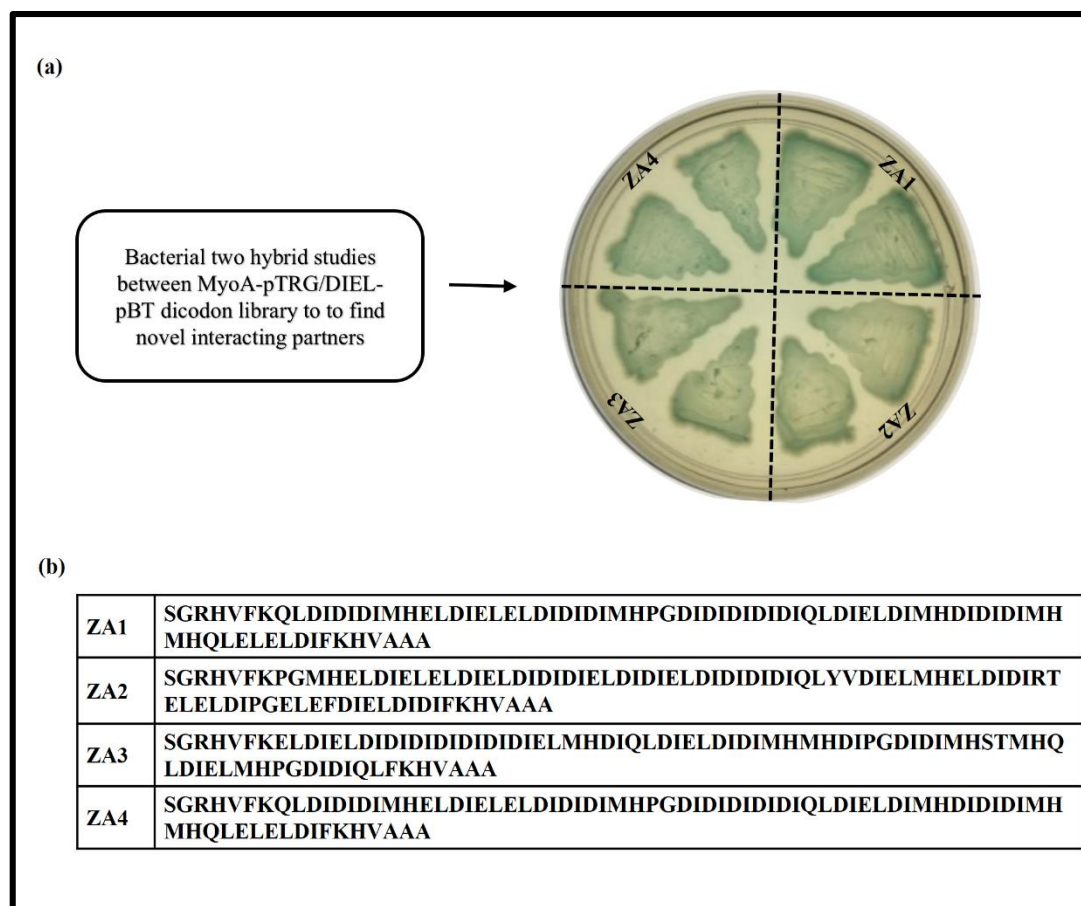 (a)
Bacterial two hybrid studies
between MyoA-pTRG/DIEL-
pBT dicodon library to to find
novel interacting partners
ZA4
ZA1
ZA3
ZA2
(b)
ZA1
SGRHVFKQLDIDIDIMHELDIELELDIDIDIMHPGDIDIDIDIDIQLDIELDIMHDIDIDIMH
MHQLELELDIFKHVAAA
ZA2
SGRHVFKPGMHELDIELELDIELDIDIDIELDIDIELDIDIDIDIQLYVDIELMHELDIDIRT
ELELDIPGELEFDIELDIDIFKHVAAA
ZA3
SGRHVFKELDIELDIDIDIDIDIDIDIELMHDIQLDIELDIDIMHMHDIPGDIDIMHSTMHQ
LDIELMHPGDIDIQLFKHVAAA
ZA4
SGRHVFKQLDIDIDIMHELDIELELDIDIDIMHPGDIDIDIDIDIQLDIELDIMHDIDIDIMH
MHQLELELDIFKHVAAA